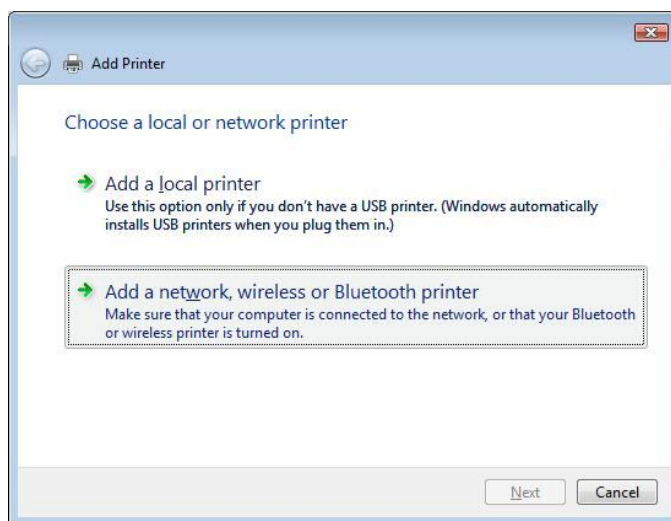 Add Printer
Choose a local or network printer
Add a local printer
Use this option only if you don't have a USB printer. (Windows automatically
installs USB printers when you plug them in.)
Add a network, wireless or Bluetooth printer
Make sure that your computer is connected to the network, or that your Bluetooth
or wireless printer is turned on.
Next Cancel